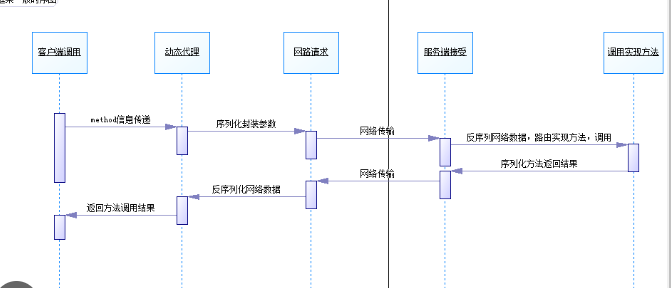 客户端调用
动态代理
网路请求
服务端接受
调用实现方法
method信息传递
序列化封装参数
网络传输
反序列网络数据，路由实现方法，调用
序列化方法返回结果
网络传输
反序列化网络数据
返回方法调用结果